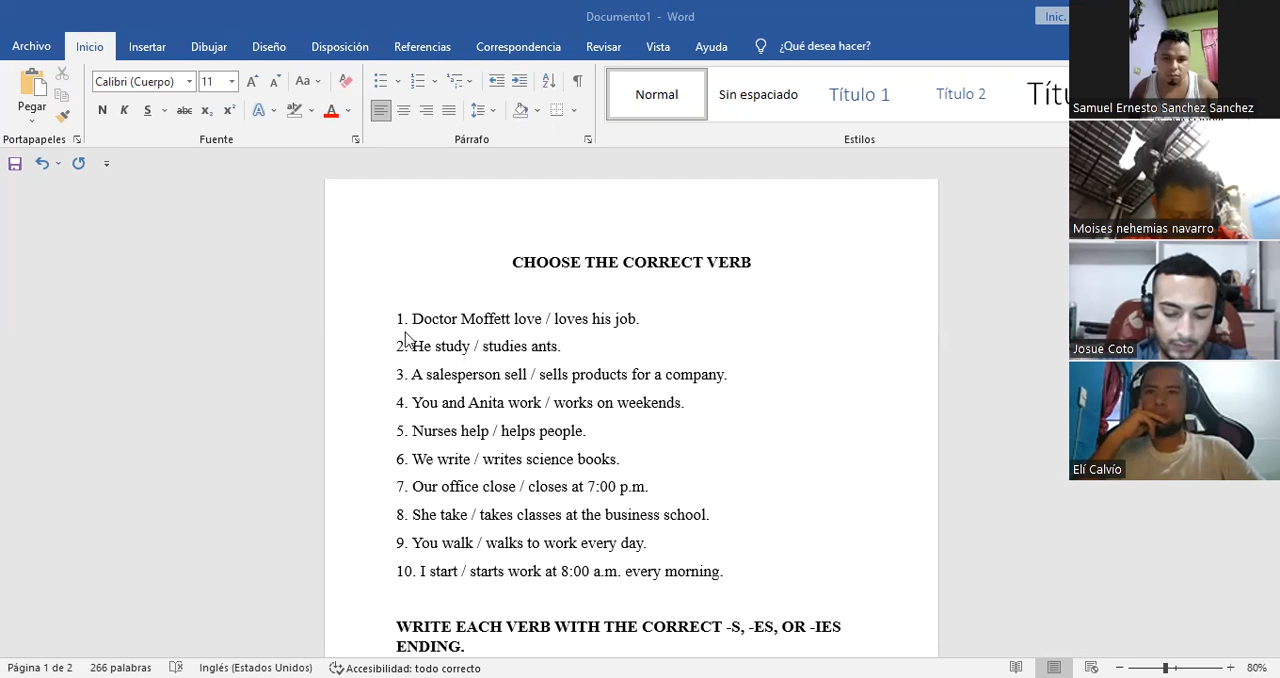 Documento1 - Word
Inic.
Archivo Inicio Insertar Dibujar Diseño Disposición Referencias Correspondencia Revisar Vista Ayuda ¿Qué desea hacer?
Calibri (Cuerpo) 11 Aa
Pegar
N K S abc x₂ x² A A
Normal Sin espaciado Título 1 Título 2
Portapapeles Fuente Párrafo Estilos
Samuel Ernesto Sanchez Sanchez
Moises nehemias navarro
Josue Coto
Elí Calvío
CHOOSE THE CORRECT VERB
1. Doctor Moffett love / loves his job.
2. He study / studies ants.
3. A salesperson sell / sells products for a company.
4. You and Anita work / works on weekends.
5. Nurses help / helps people.
6. We write / writes science books.
7. Our office close / closes at 7:00 p.m.
8. She take / takes classes at the business school.
9. You walk / walks to work every day.
10. I start / starts work at 8:00 a.m. every morning.
WRITE EACH VERB WITH THE CORRECT -S, -ES, OR -IES
ENDING.
Página 1 de 2 266 palabras Inglés (Estados Unidos) Accesibilidad: todo correcto 80%